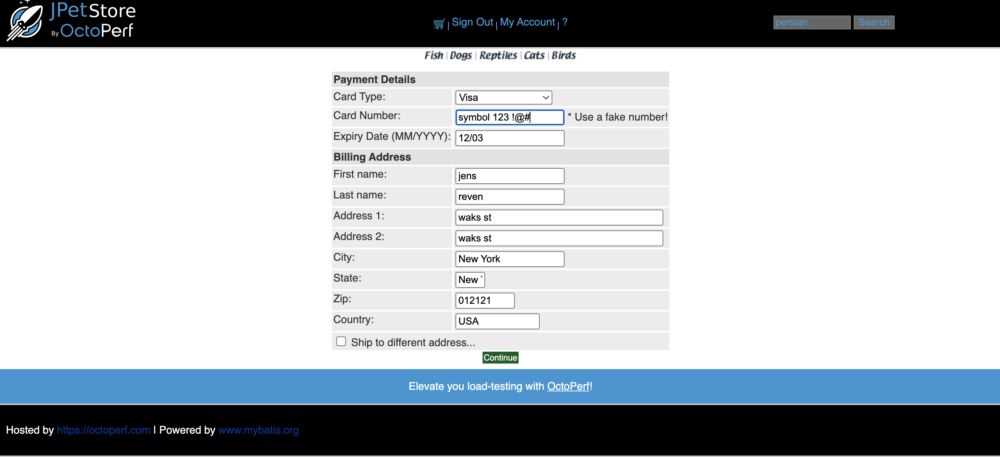 JPetStore
By OctoPerf
Sign Out | My Account | ?
persian Search
Fish | Dogs | Reptiles | Cats | Birds
Payment Details
Card Type: Visa
Card Number: symbol 123 !@# * Use a fake number!
Expiry Date (MM/YYYY): 12/03
Billing Address
First name: jens
Last name: reven
Address 1: waks st
Address 2: waks st
City: New York
State: New
Zip: 012121
Country: USA
Ship to different address...
Continue
Elevate you load-testing with OctoPerf!
Hosted by https://octoperf.com | Powered by www.mybatis.org